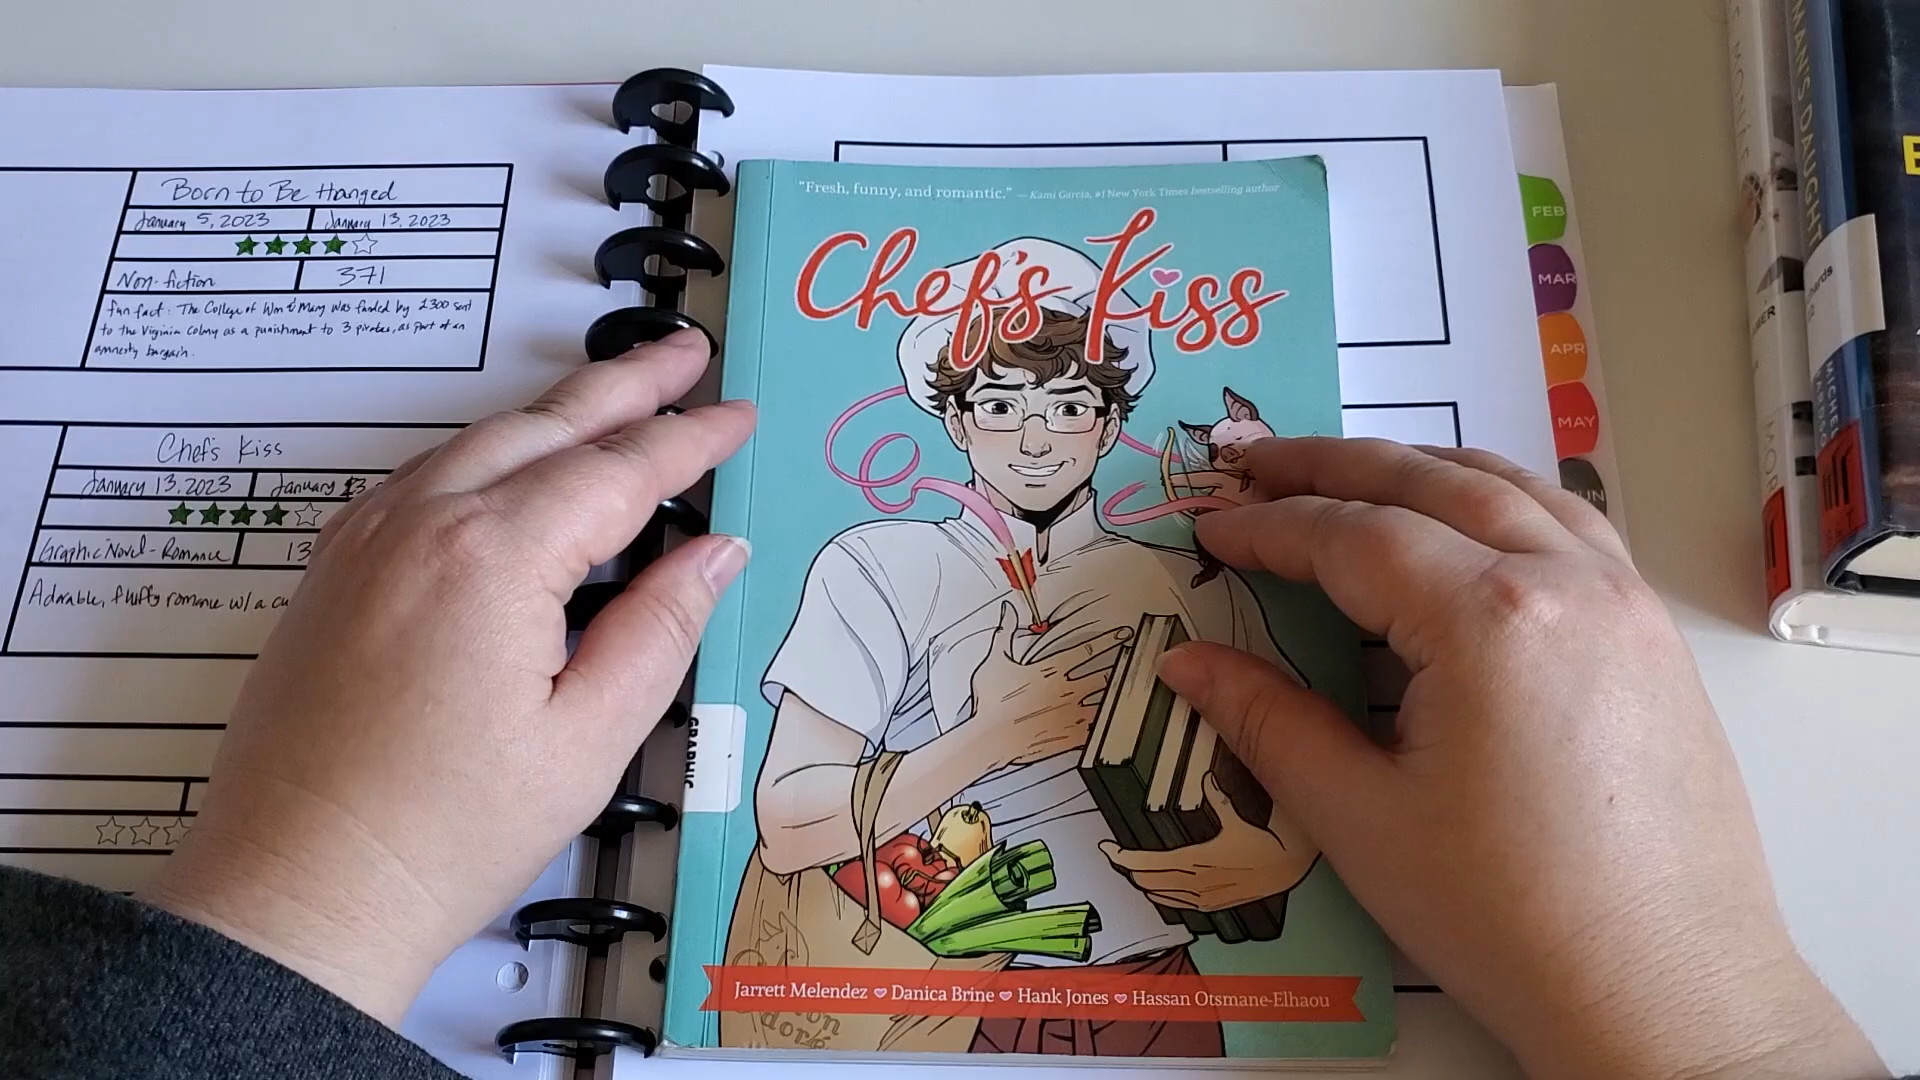 Born to Be Hanged
January 5, 2023
January 13, 2023
Non-fiction
371
fun fact: The College of Wm & Mary was funded by £300 sent
to the Virginia Colony as a punishment to 3 pirates, as part of an
amnesty bargain.
Chef's Kiss
January 13, 2023
January
Graphic Novel - Romance
Adorable, fluffy romance w/ a
"Fresh, funny, and romantic." — Kami Garcia, #1 New York Times bestselling author
Chef's Kiss
GRAPHIC
Jarrett Melendez Danica Brine Hank Jones Hassan Otsmane-Elhaou
FEB
MAR
APR
MAY
JUN
MAN'S DAUGHT